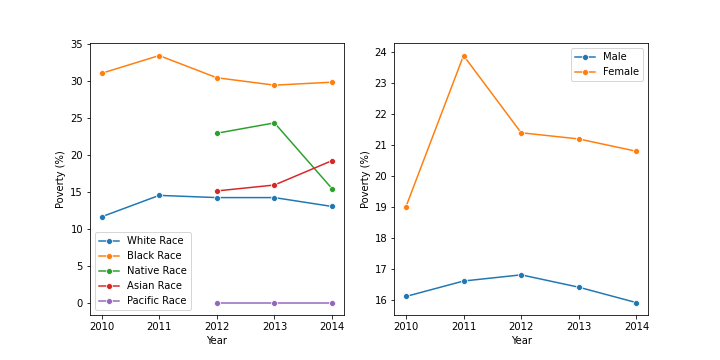 35
30
25
20
15
10
5
0
Poverty (%)
White Race
Black Race
Native Race
Asian Race
Pacific Race
2010 2011 2012 2013 2014
Year
24
23
22
21
20
19
18
17
16
Poverty (%)
Male
Female
2010 2011 2012 2013 2014
Year